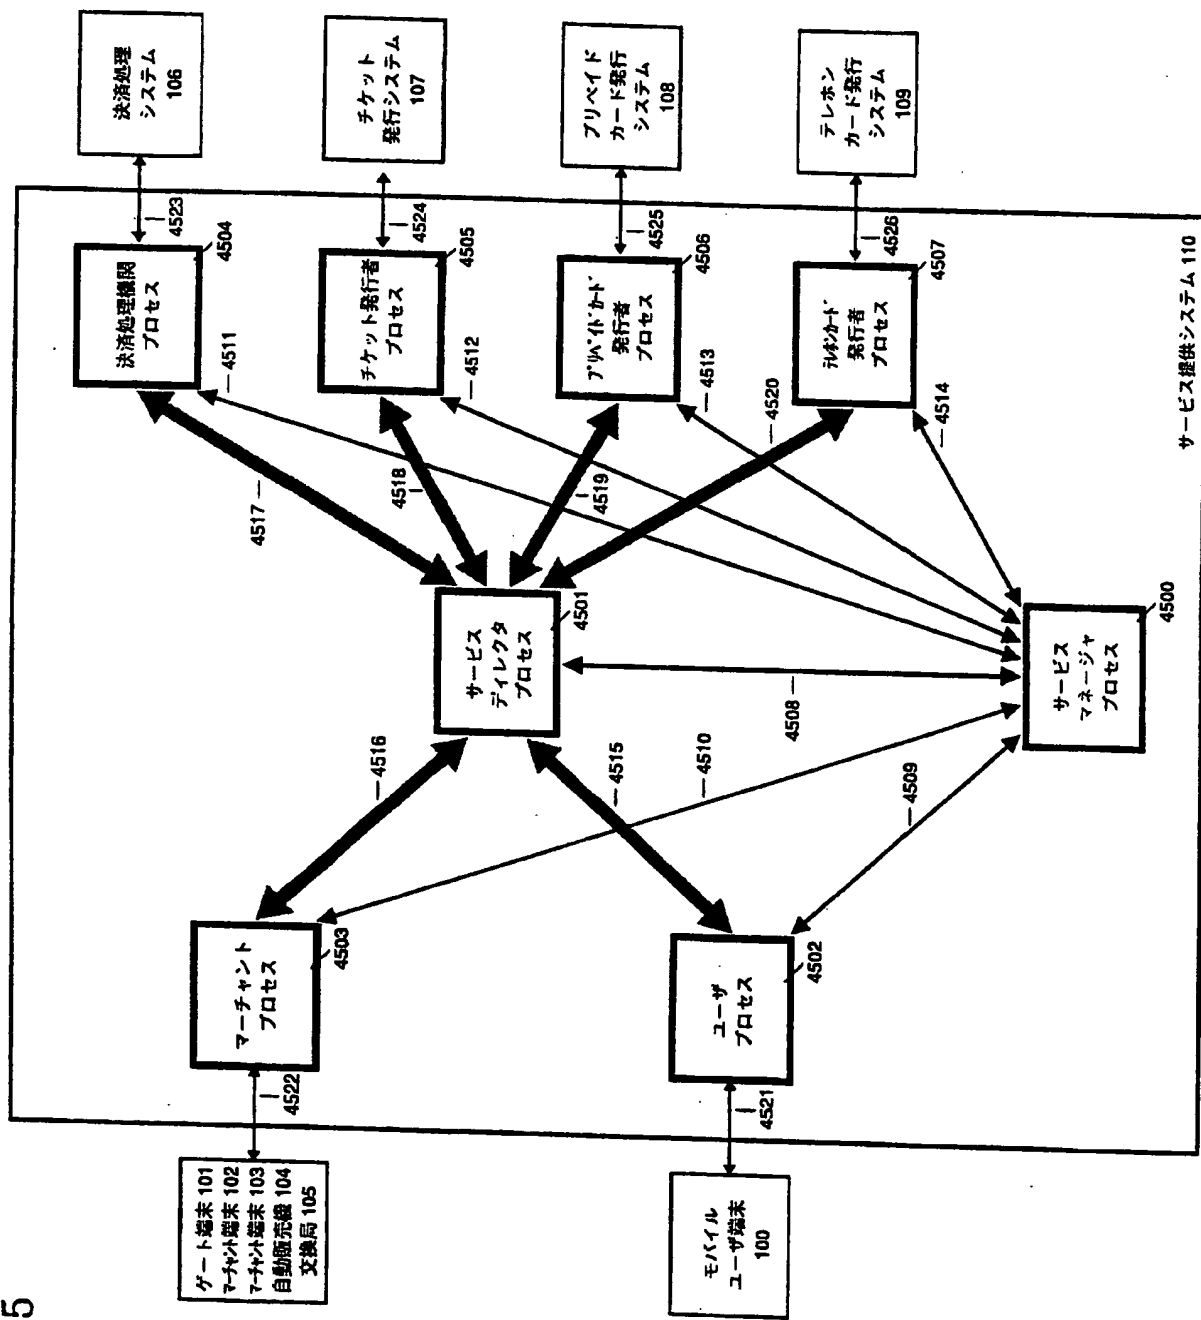 5
決済処理
システム
106
チケット
発行システム
107
プリペイド
カード発行
システム
108
テレホン
カード発行
システム
109
4523
4524
4525
4526
決済処理機関
プロセス
4504
チケット発行者
プロセス
4505
プリペイドカード
発行者
プロセス
4506
テレホンカード
発行者
プロセス
4507
4511
4512
4513
4520
4514
4517
4518
4519
サービス
ディレクタ
プロセス
4501
4508
サービス
マネージャ
プロセス
4500
4516
4515
4510
4509
マーチャント
プロセス
4503
ユーザ
プロセス
4502
4522
4521
ゲート端末 101
マーチャント端末 102
マーチャント端末 103
自動販売機 104
交換局 105
モバイル
ユーザ端末
100
サービス提供システム 110